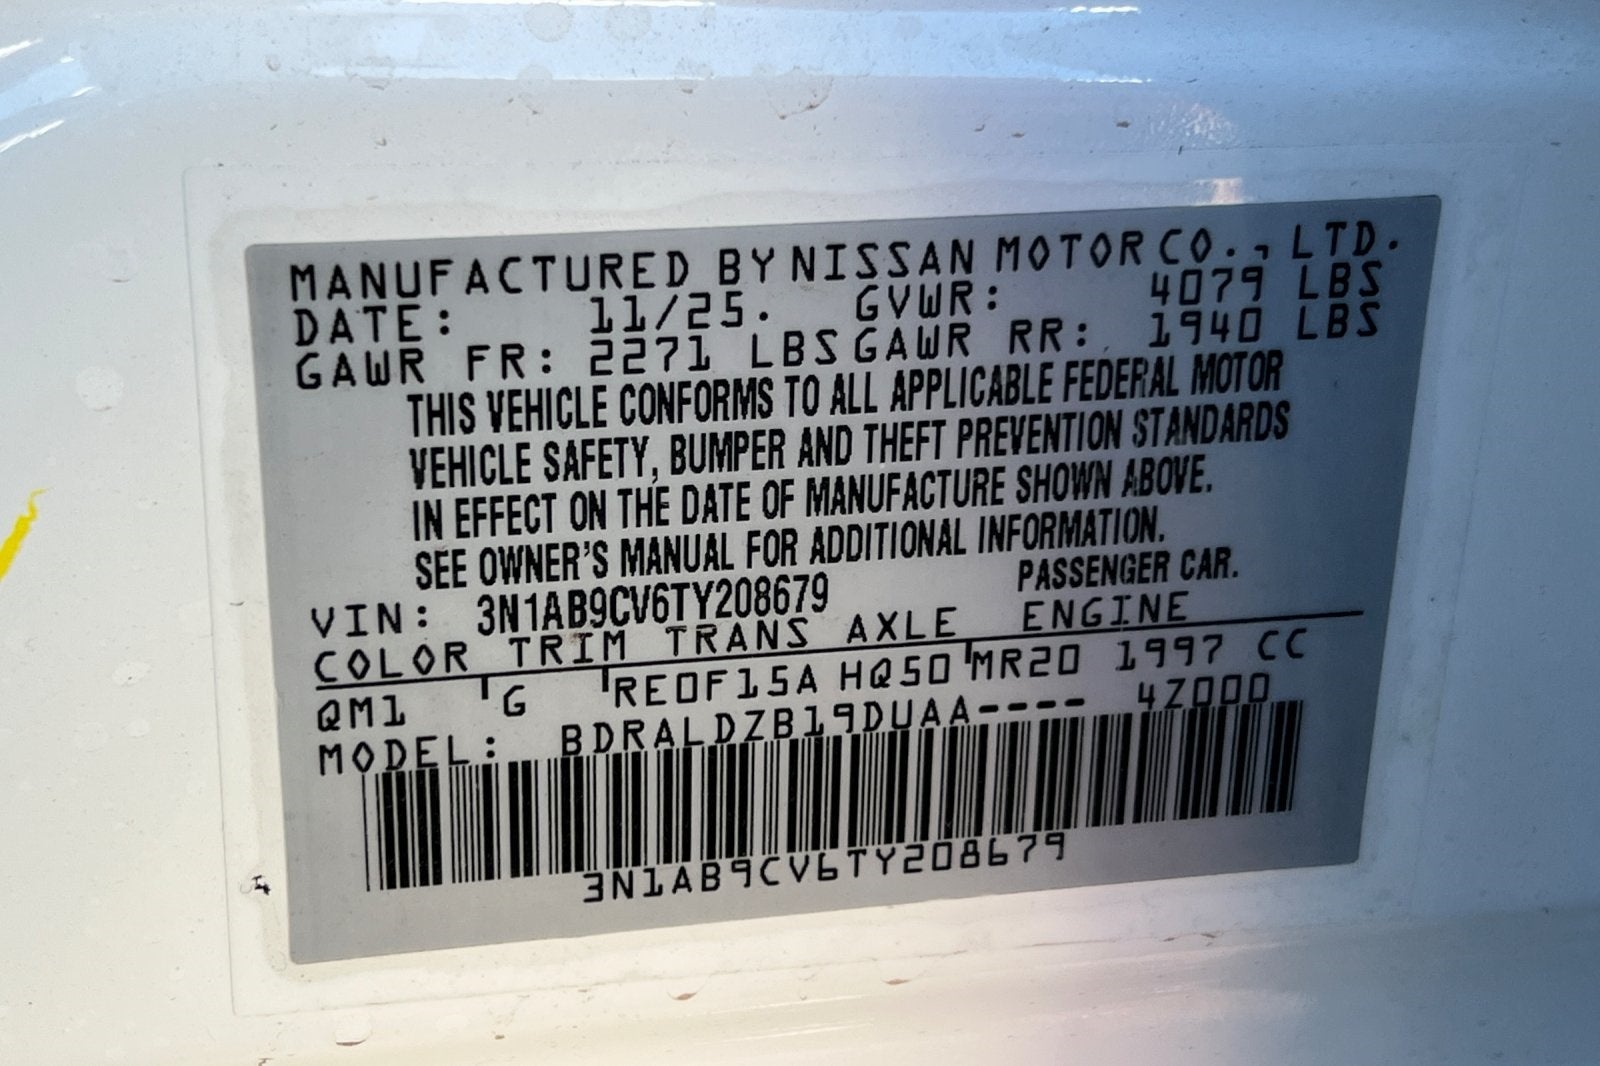 MANUFACTURED BY NISSAN MOTOR CO., LTD.
DATE: 11/25. GVWR: 4079 LBS
GAWR FR: 2271 LBS GAWR RR: 1940 LBS
THIS VEHICLE CONFORMS TO ALL APPLICABLE FEDERAL MOTOR
VEHICLE SAFETY, BUMPER AND THEFT PREVENTION STANDARDS
IN EFFECT ON THE DATE OF MANUFACTURE SHOWN ABOVE.
SEE OWNER'S MANUAL FOR ADDITIONAL INFORMATION.
PASSENGER CAR.
VIN: 3N1AB9CV6TY208679
COLOR TRIM TRANS AXLE ENGINE
QM1 G RE0F15A HQ50 MR20 1997 CC
MODEL: BDRALDZB19DUAA---- 4Z000
3N1AB9CV6TY208679